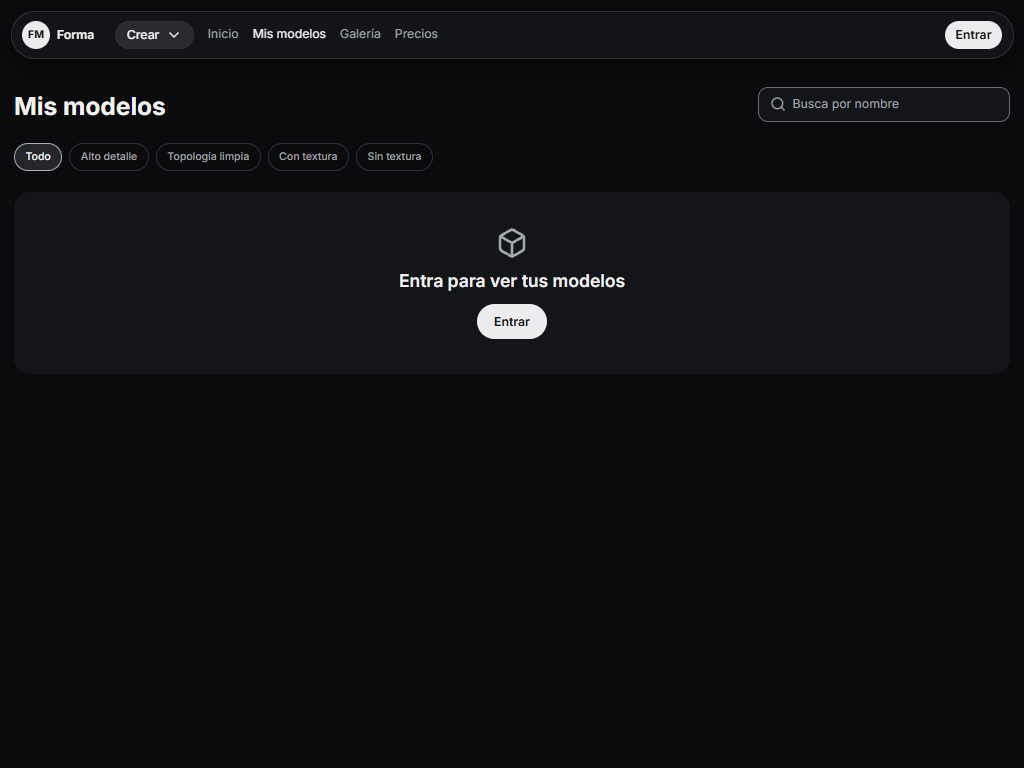 FM Forma Crear Inicio Mis modelos Galería Precios Entrar
Mis modelos
Busca por nombre
Todo Alto detalle Topología limpia Con textura Sin textura
Entra para ver tus modelos
Entrar